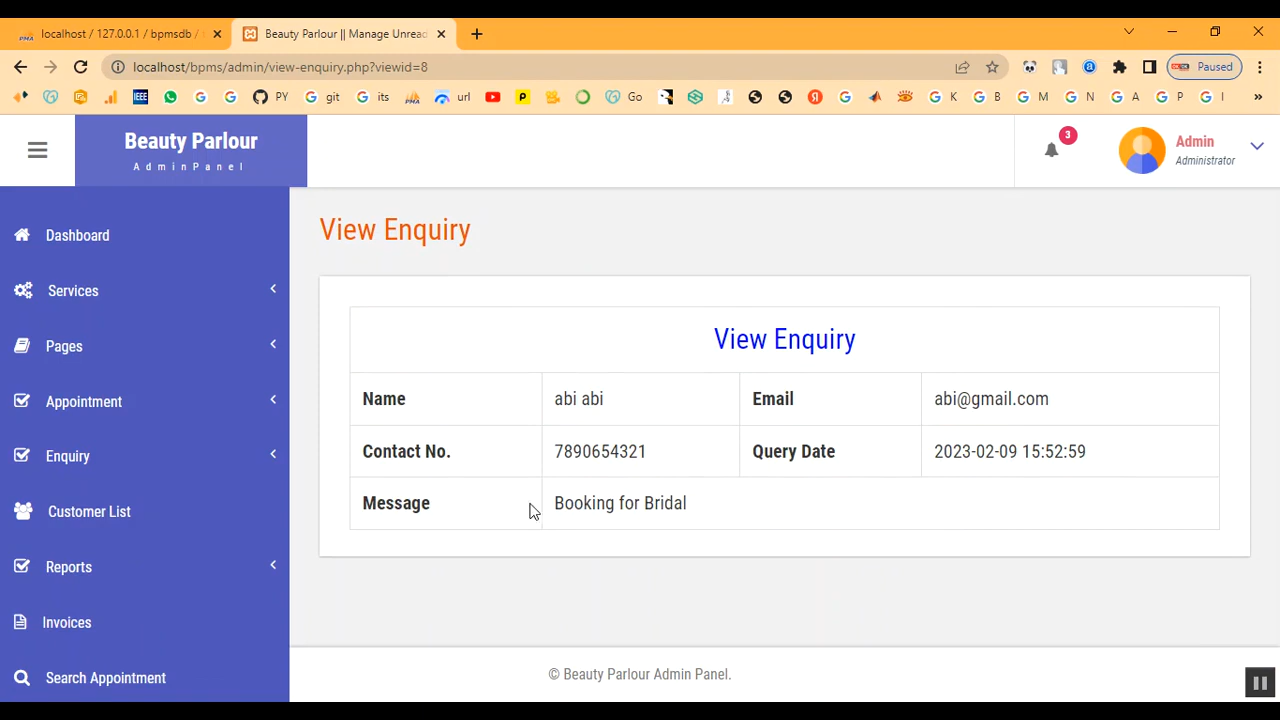 localhost / 127.0.0.1 / bpmsdb /
Beauty Parlour || Manage Unread
localhost/bpms/admin/view-enquiry.php?viewid=8
Paused
IEEE
PY
git
its
url
Go
K
B
M
N
A
P
I
»
Beauty Parlour
AdminPanel
3
Admin
Administrator
Dashboard
Services
Pages
Appointment
Enquiry
Customer List
Reports
Invoices
Search Appointment
View Enquiry
View Enquiry
Name abi abi Email abi@gmail.com
Contact No. 7890654321 Query Date 2023-02-09 15:52:59
Message Booking for Bridal
© Beauty Parlour Admin Panel.